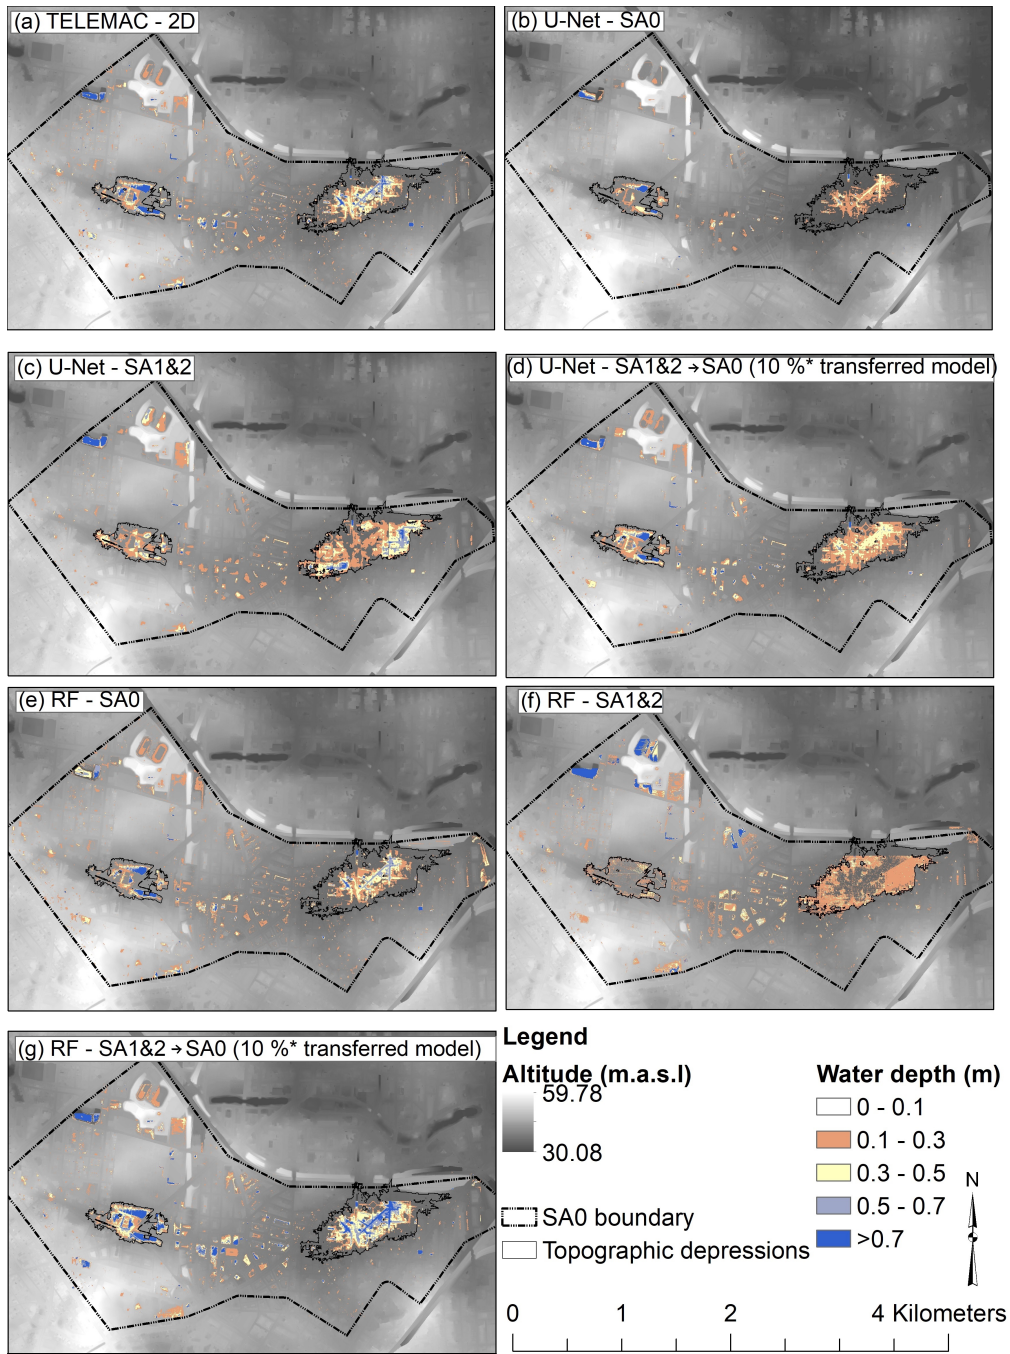 (a) TELEMAC - 2D
(b) U-Net - SA0
(c) U-Net - SA1&2
(d) U-Net - SA1&2 → SA0 (10 %* transferred model)
(e) RF - SA0
(f) RF - SA1&2
(g) RF - SA1&2 → SA0 (10 %* transferred model)
Legend
Altitude (m.a.s.l)
59.78
30.08
SA0 boundary
Topographic depressions
Water depth (m)
0 - 0.1
0.1 - 0.3
0.3 - 0.5
0.5 - 0.7
>0.7
N
0 1 2 4 Kilometers